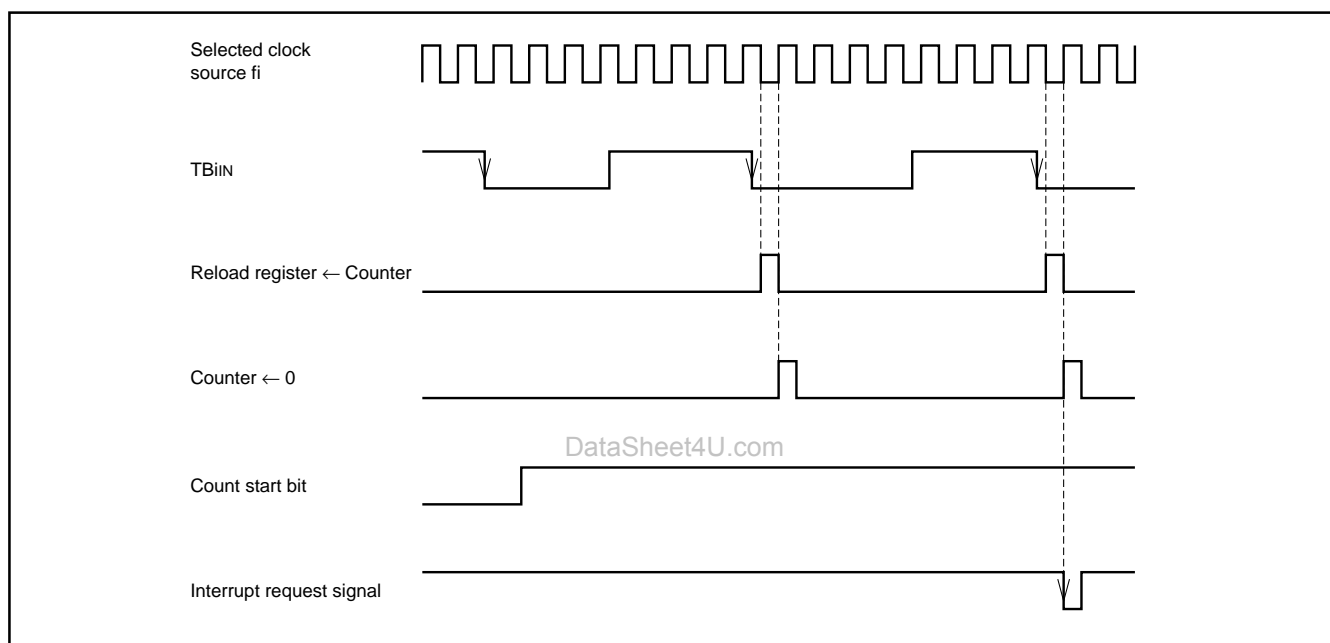 Selected clock
source fi
TBiIN
Reload register ← Counter
Counter ← 0
DataSheet4U.com
Count start bit
Interrupt request signal